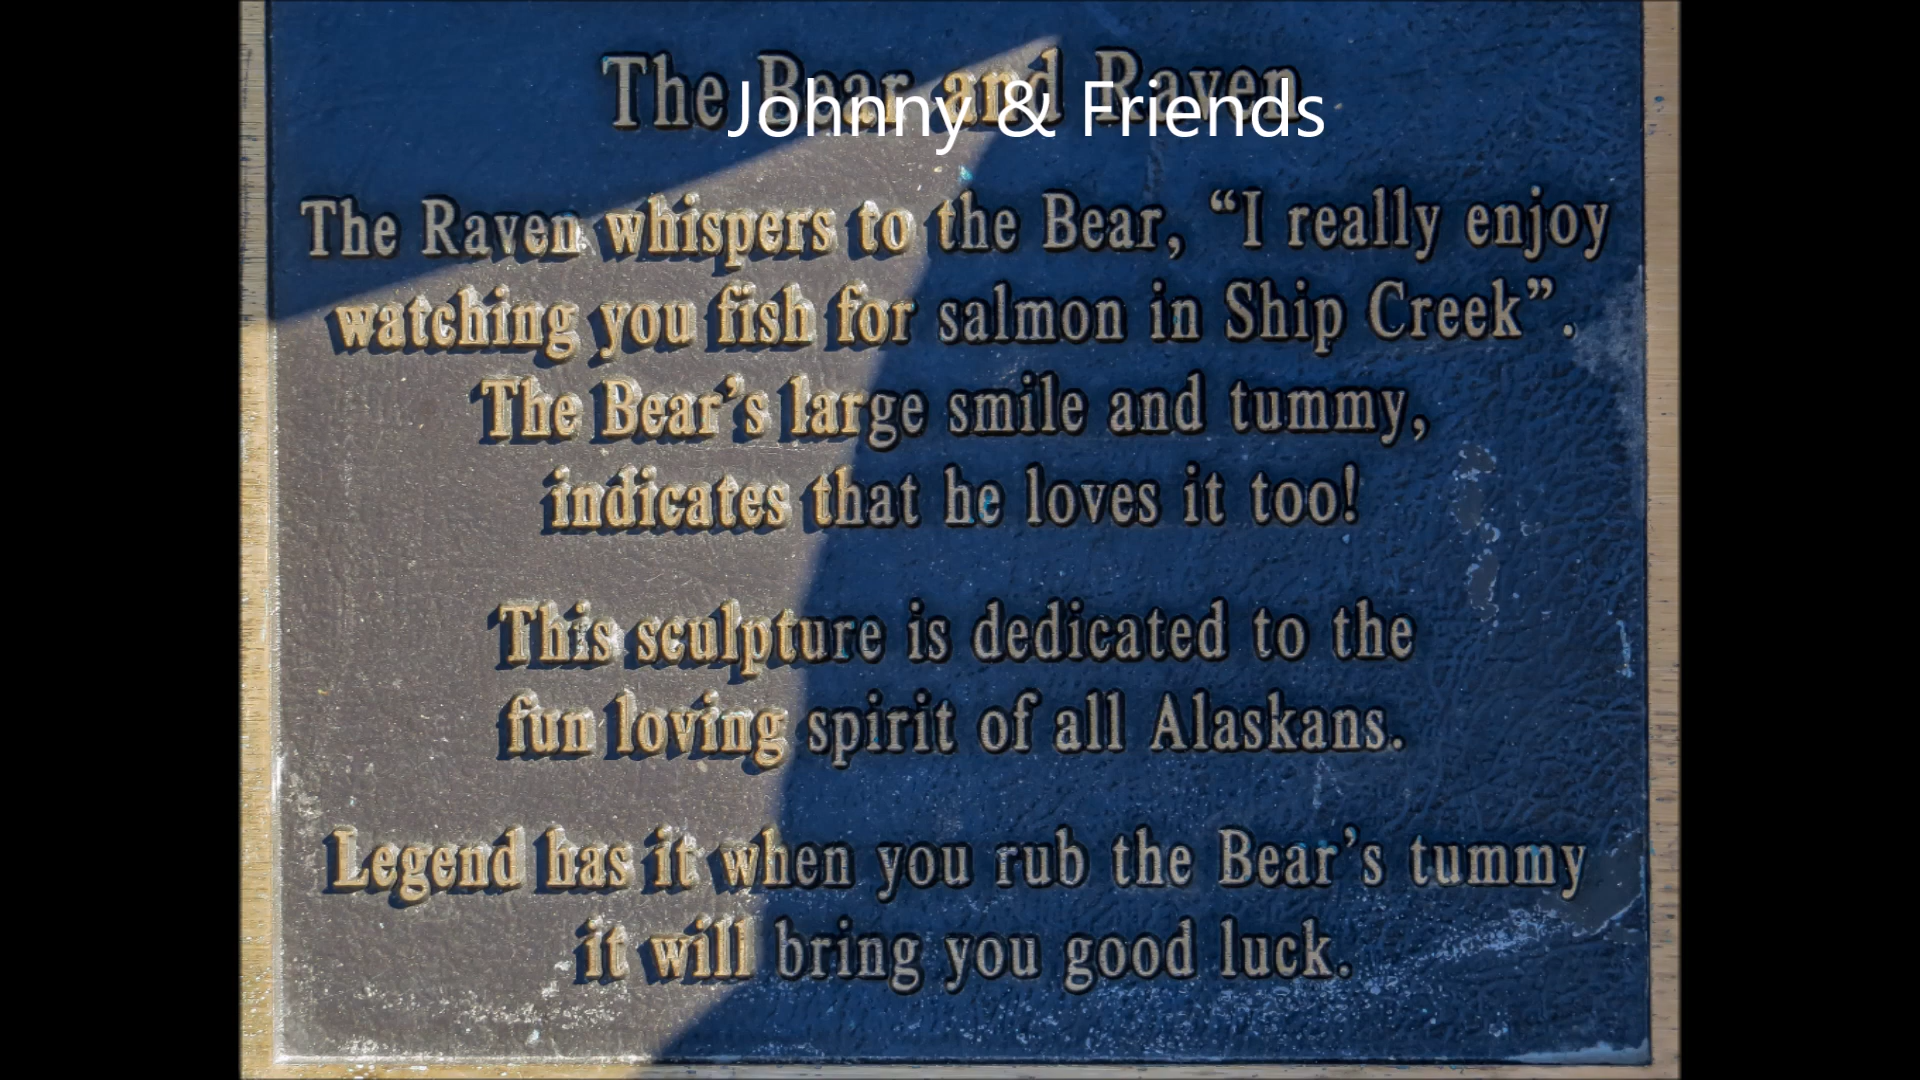 The Bear and Raven
Johnny & Friends
The Raven whispers to the Bear, “I really enjoy
watching you fish for salmon in Ship Creek”.
The Bear’s large smile and tummy,
indicates that he loves it too!
This sculpture is dedicated to the
fun loving spirit of all Alaskans.
Legend has it when you rub the Bear’s tummy
it will bring you good luck.